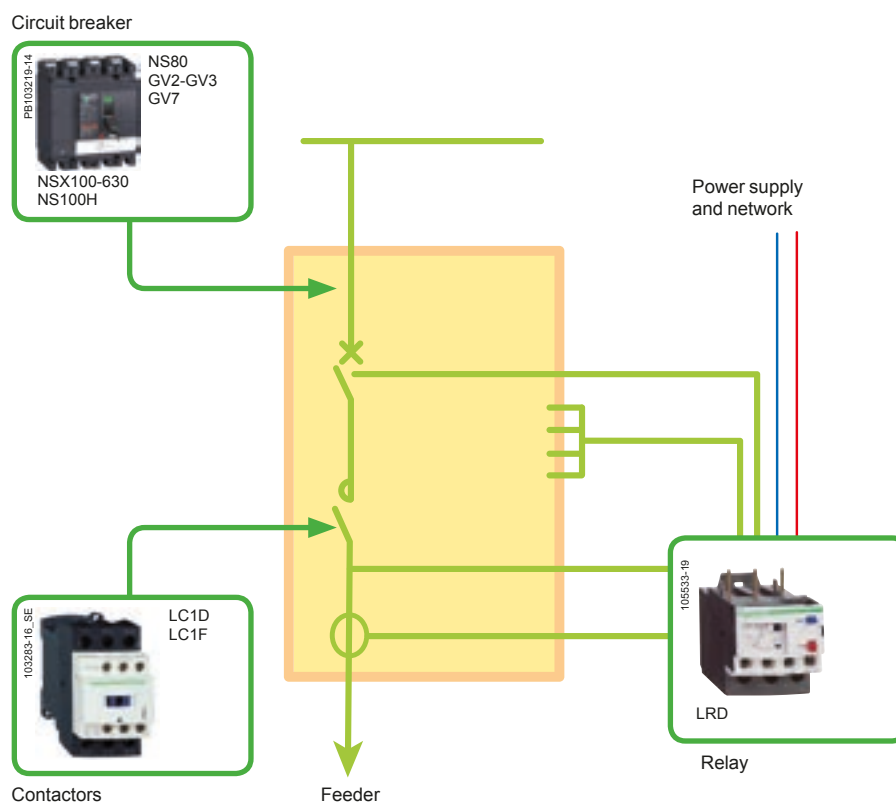 Circuit breaker
PB103219-14
NS80
GV2-GV3
GV7
NSX100-630
NS100H
Power supply
and network
103283-16_SE
LC1D
LC1F
Contactors
Feeder
105533-19
LRD
Relay